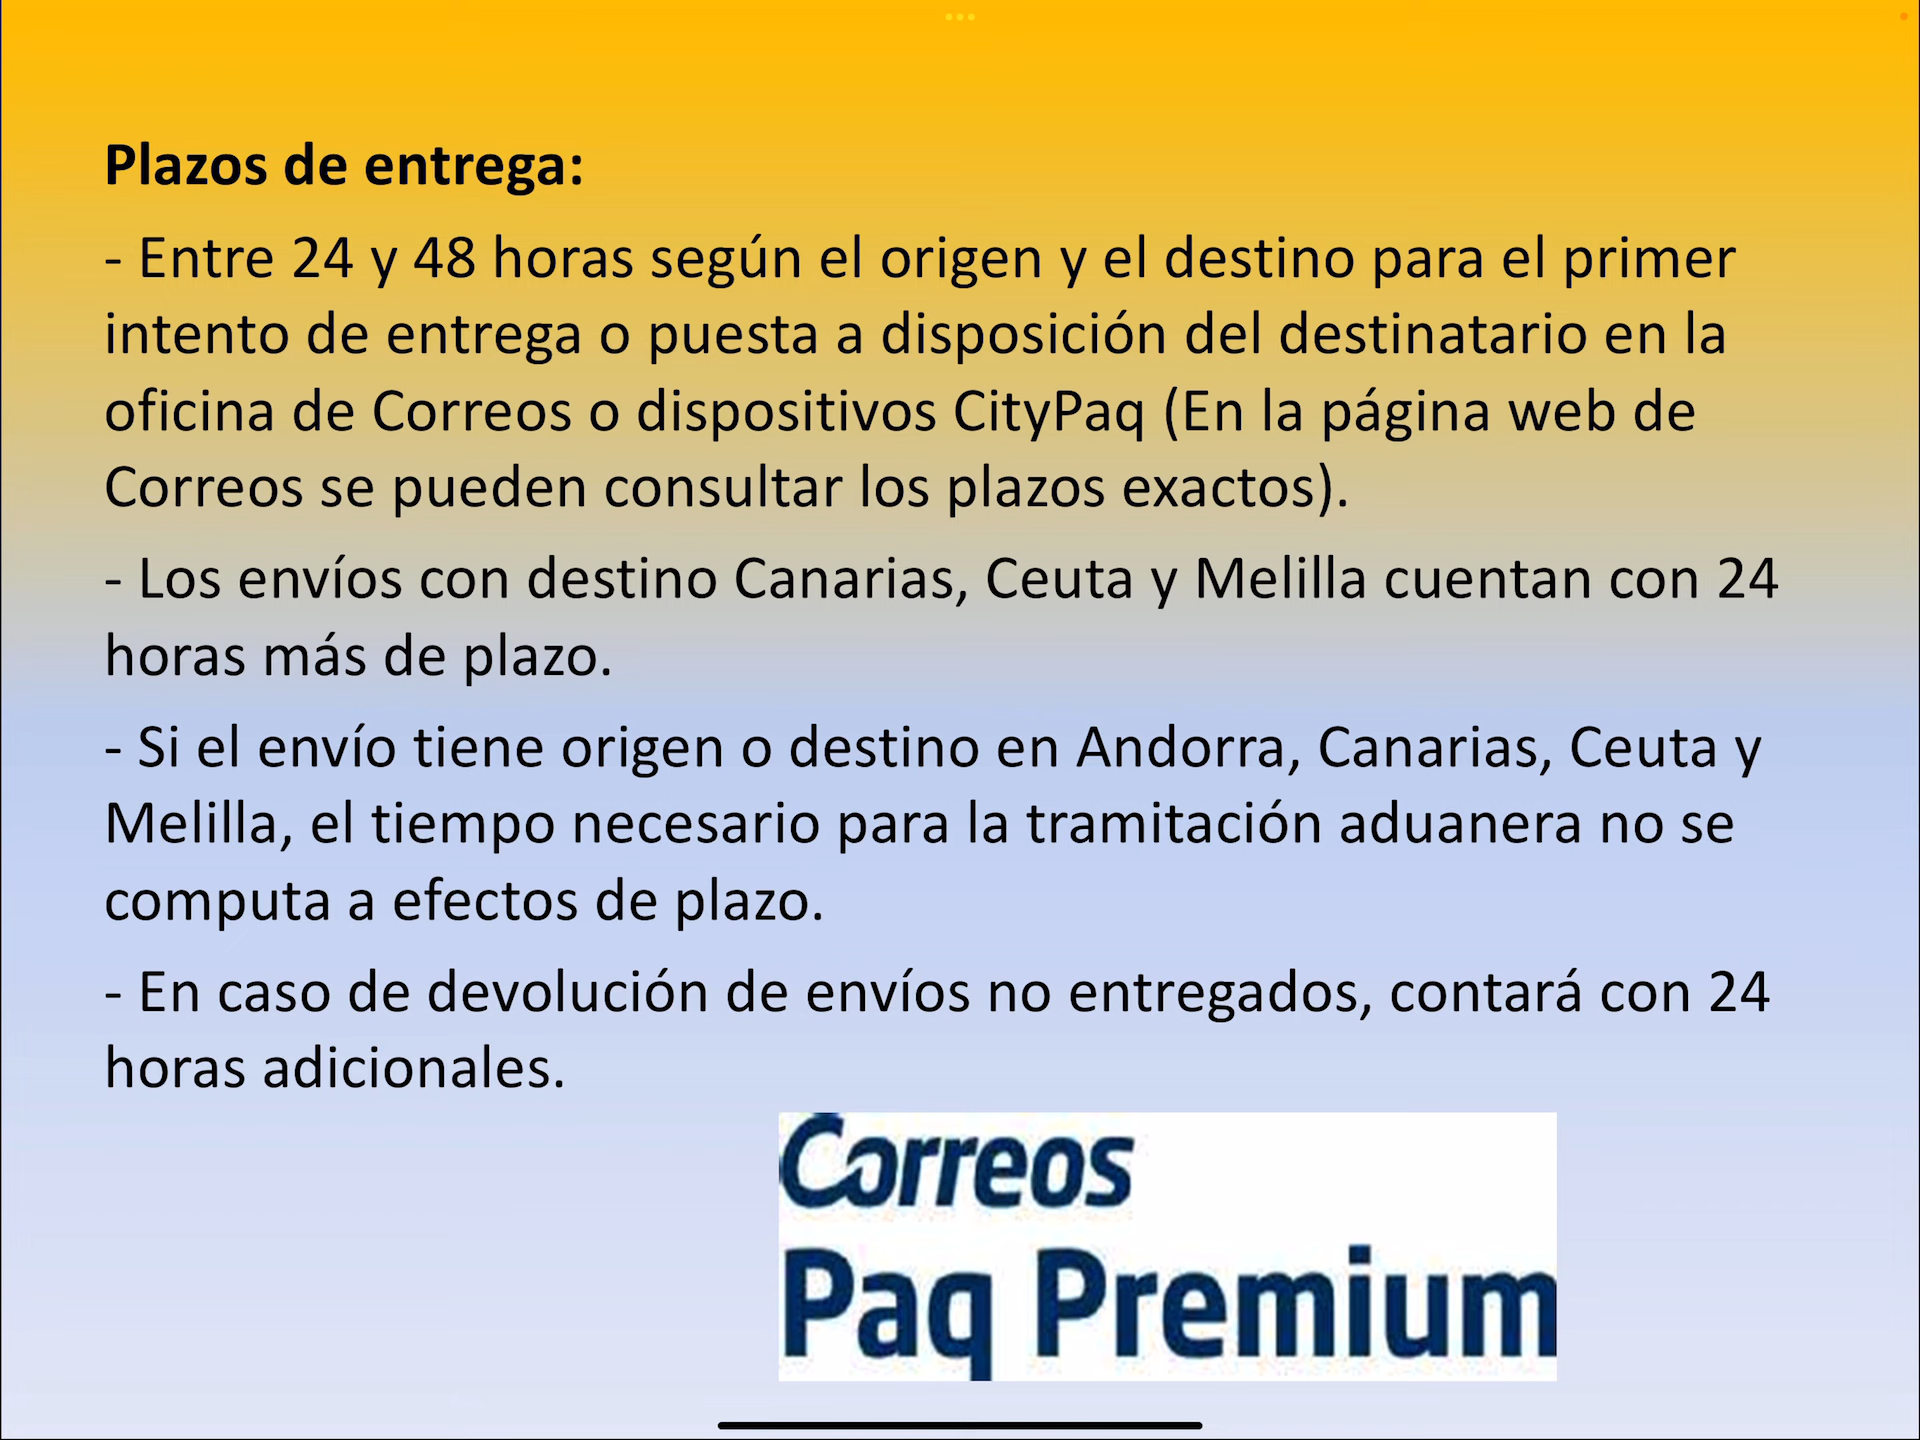 Plazos de entrega:
- Entre 24 y 48 horas según el origen y el destino para el primer
intento de entrega o puesta a disposición del destinatario en la
oficina de Correos o dispositivos CityPaq (En la página web de
Correos se pueden consultar los plazos exactos).
- Los envíos con destino Canarias, Ceuta y Melilla cuentan con 24
horas más de plazo.
- Si el envío tiene origen o destino en Andorra, Canarias, Ceuta y
Melilla, el tiempo necesario para la tramitación aduanera no se
computa a efectos de plazo.
- En caso de devolución de envíos no entregados, contará con 24
horas adicionales.
Correos
Paq Premium